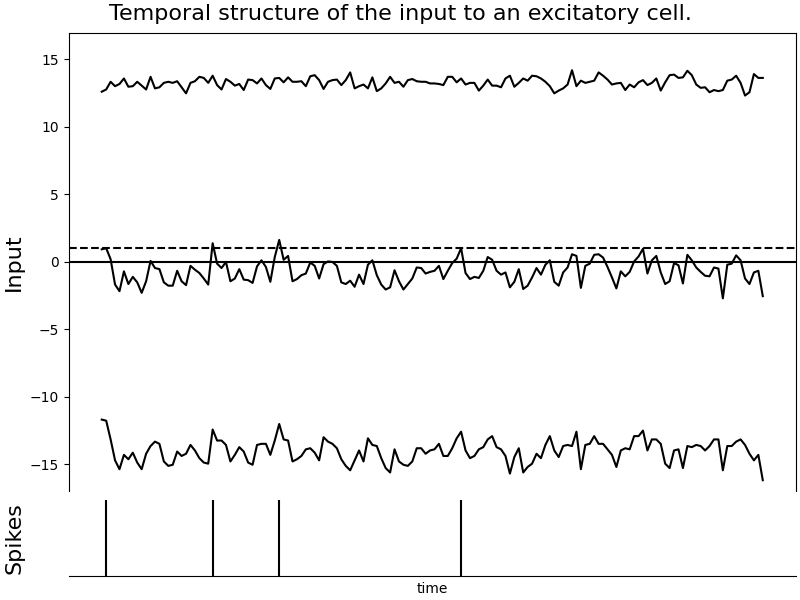 Temporal structure of the input to an excitatory cell.
15
10
5
0
−5
−10
−15
Input
Spikes
time